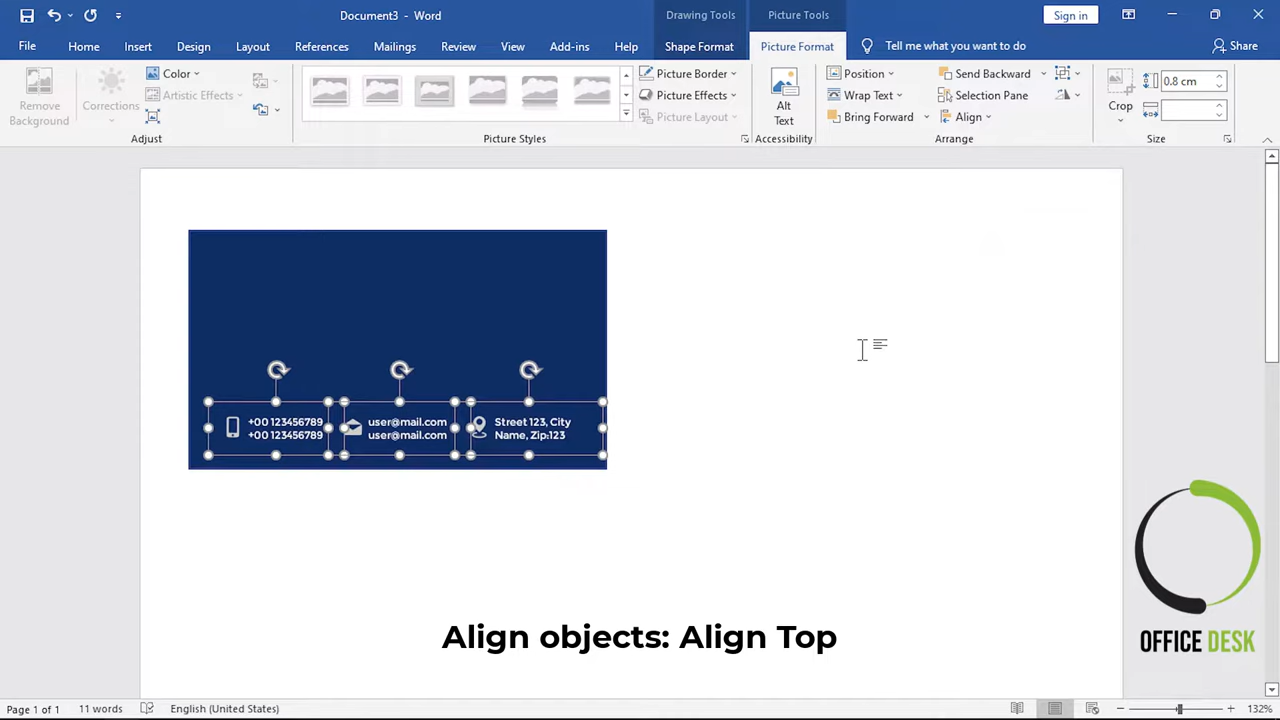 Document3 - Word
Drawing Tools
Picture Tools
Sign in
File
Home
Insert
Design
Layout
References
Mailings
Review
View
Add-ins
Help
Shape Format
Picture Format
Tell me what you want to do
Share
Remove
Background
Corrections
Color
Artistic Effects
Adjust
Picture Styles
Picture Border
Picture Effects
Picture Layout
Alt
Text
Accessibility
Position
Wrap Text
Bring Forward
Send Backward
Selection Pane
Align
Arrange
Crop
0.8 cm
Size
+00 123456789
+00 123456789
user@mail.com
user@mail.com
Street 123, City
Name, Zip:123
Align objects: Align Top
OFFICE DESK
Page 1 of 1
11 words
English (United States)
132%